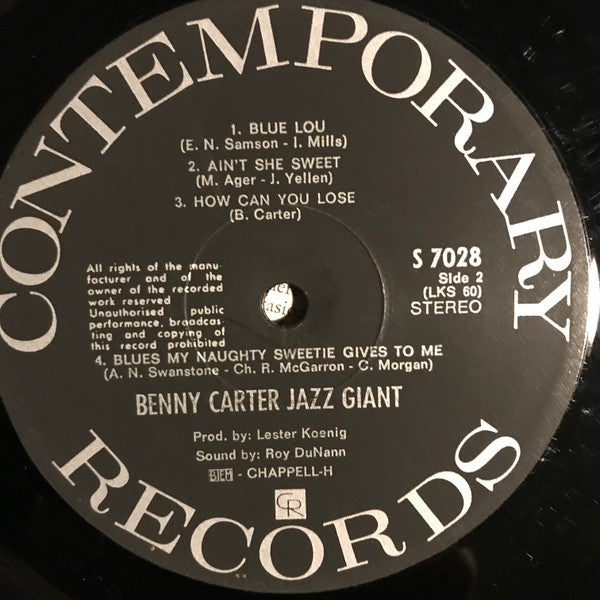 CONTEMPORARY
1. BLUE LOU
(E. N. Samson - I. Mills)
2. AIN'T SHE SWEET
(M. Ager - J. Yellen)
3. HOW CAN YOU LOSE
(B. Carter)
All rights of the manu-
facturer and of the
owner of the recorded
work reserved
Unauthorised public
performance, broadcas-
ting and copying of
this record prohibited
S 7028
Side 2
(LKS 60)
STEREO
4. BLUES MY NAUGHTY SWEETIE GIVES TO ME
(A. N. Swanstone - Ch. R. McGarron - C. Morgan)
BENNY CARTER JAZZ GIANT
Prod. by: Lester Koenig
Sound by: Roy DuNann
BIEM - CHAPPELL-H
CR
RECORDS